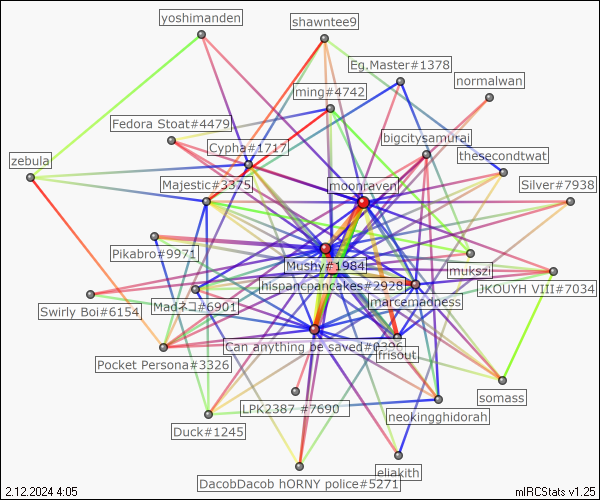 yoshimanden
shawntee9
Eg.Master#1378
normalwan
ming#4742
Fedora Stoat#4479
bigcitysamurai
Cypha#1717
thesecondtwat
zebula
Majestic#3375
moonraven
Silver#7938
Pikabro#9971
Mushy#1984
mukszi
hispancpancakes#2928
JKOUYH VIII#7034
Swirly Boi#6154
Madネコ#6901
marcemadness
Can anything be saved#0396
frisout
Pocket Persona#3326
somass
LPK2387 #7690
neokingghidorah
Duck#1245
eliakith
DacobDacob hORNY police#5271
2.12.2024 4:05
mIRCStats v1.25